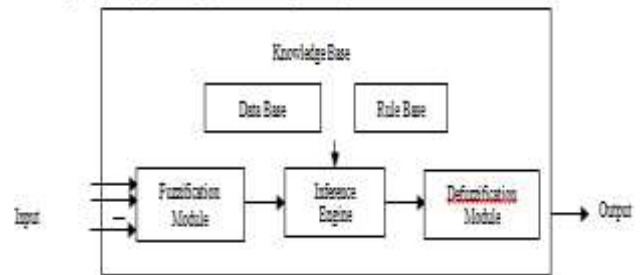 Knowledge Base
Data Base
Rule Base
Input
Fuzzification
Module
Inference
Engine
Defuzzification
Module
Output